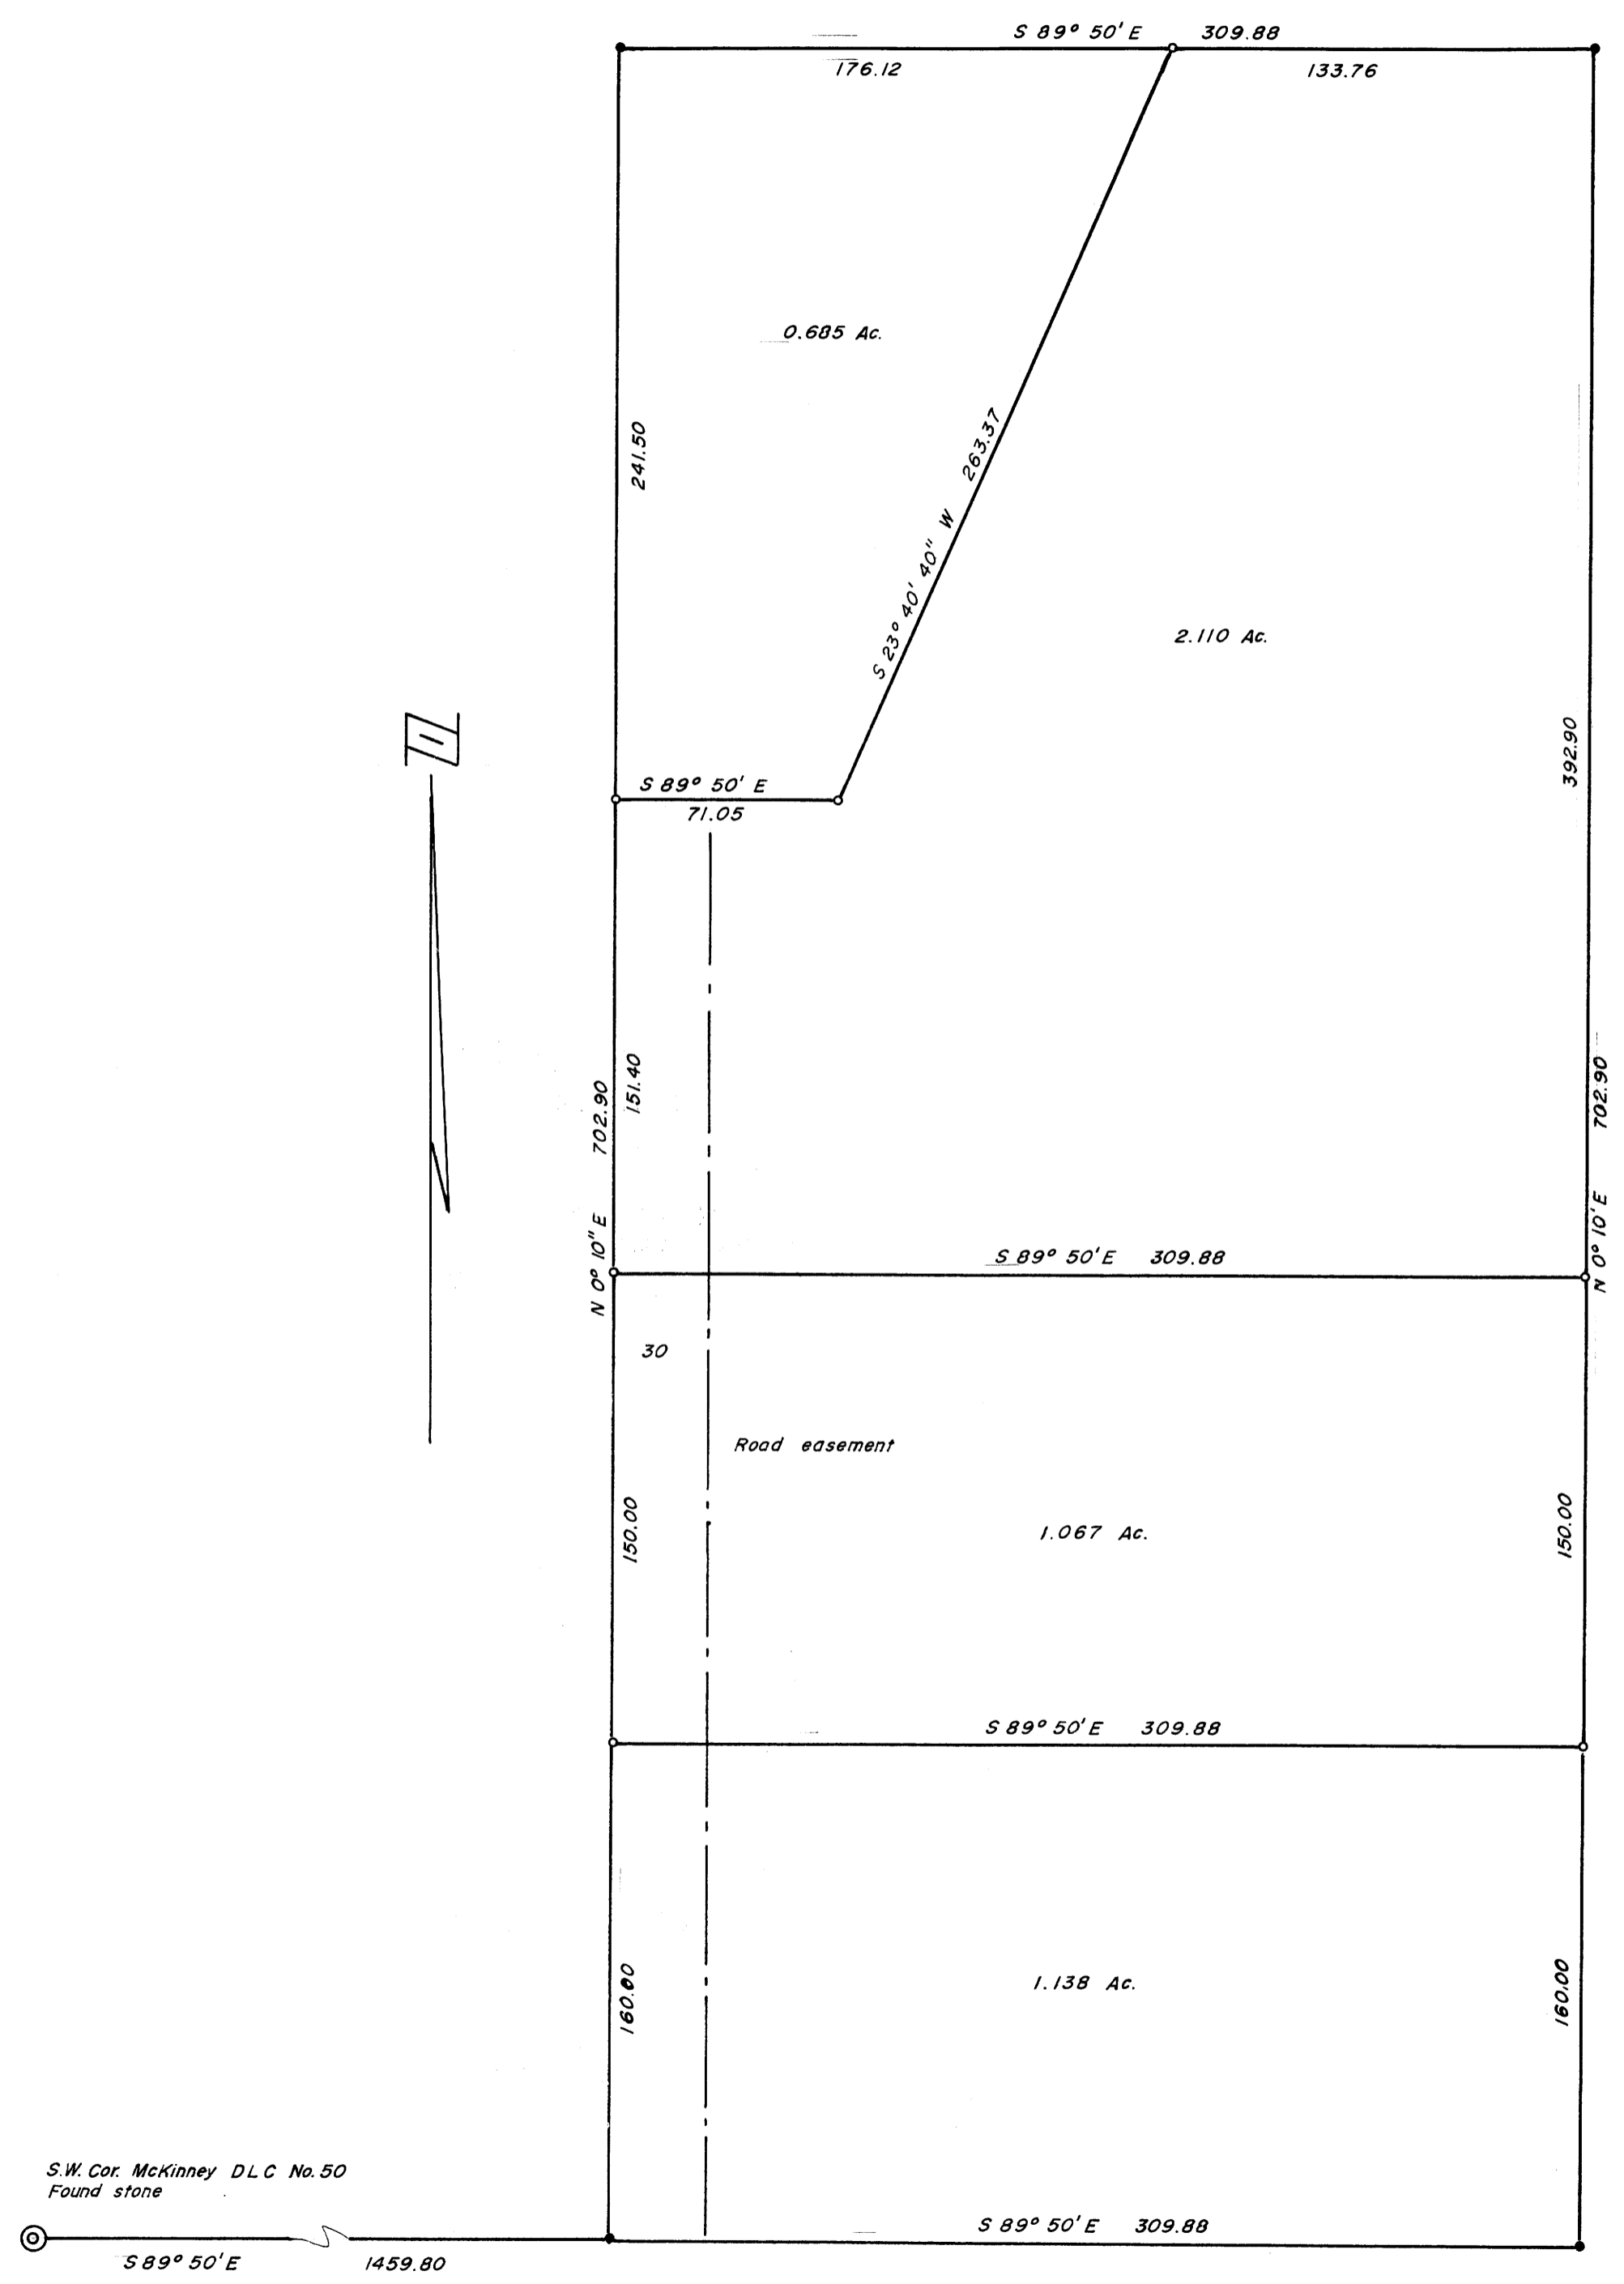 S 89° 50' E 309.88
176.12
133.76
0.685 Ac.
241.50
S 23° 40' 40" W 263.37
2.110 Ac.
392.90
N
S 89° 50' E
71.05
151.40
N 0° 10" E 702.90
N 0° 10' E 702.90
S 89° 50' E 309.88
30
Road easement
150.00
1.067 Ac.
150.00
S 89° 50' E 309.88
160.00
1.138 Ac.
160.00
S.W. Cor. McKinney DLC No. 50
Found stone
S 89° 50' E 309.88
S 89° 50' E 1459.80